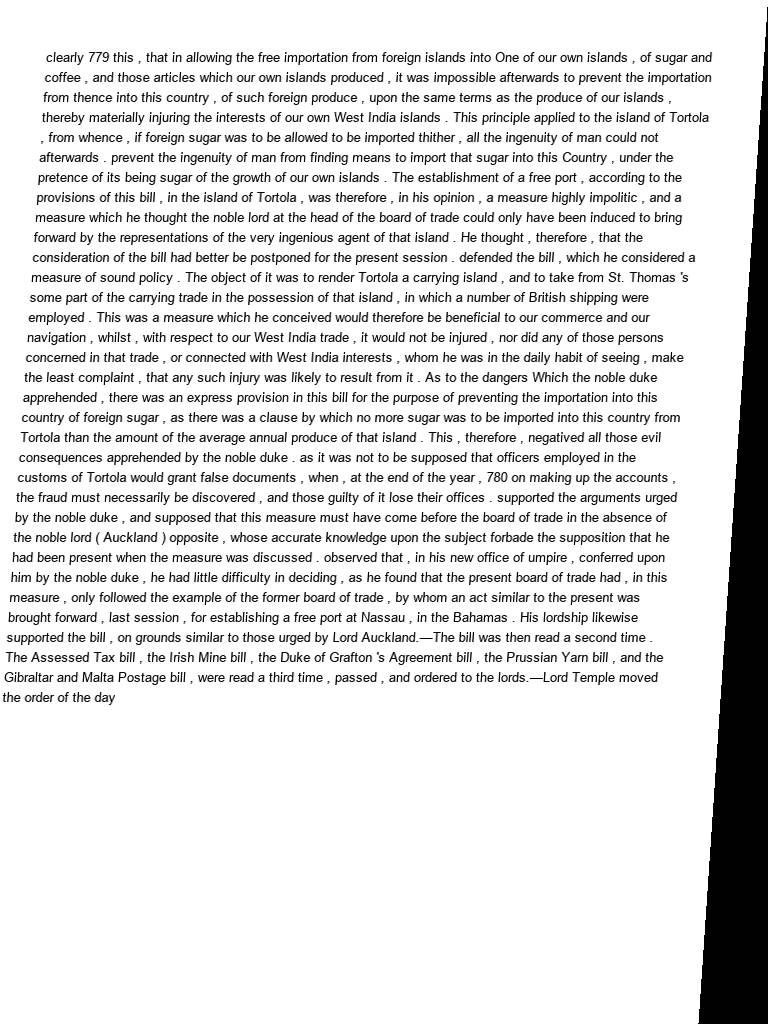 clearly 779 this , that in allowing the free importation from foreign islands into One of our own islands , of sugar and
coffee , and those articles which our own islands produced , it was impossible afterwards to prevent the importation
from thence into this country , of such foreign produce , upon the same terms as the produce of our islands ,
thereby materially injuring the interests of our own West India islands . This principle applied to the island of Tortola
, from whence , if foreign sugar was to be allowed to be imported thither , all the ingenuity of man could not
afterwards . prevent the ingenuity of man from finding means to import that sugar into this Country , under the
pretence of its being sugar of the growth of our own islands . The establishment of a free port , according to the
provisions of this bill , in the island of Tortola , was therefore , in his opinion , a measure highly impolitic , and a
measure which he thought the noble lord at the head of the board of trade could only have been induced to bring
forward by the representations of the very ingenious agent of that island . He thought , therefore , that the
consideration of the bill had better be postponed for the present session . defended the bill , which he considered a
measure of sound policy . The object of it was to render Tortola a carrying island , and to take from St. Thomas 's
some part of the carrying trade in the possession of that island , in which a number of British shipping were
employed . This was a measure which he conceived would therefore be beneficial to our commerce and our
navigation , whilst , with respect to our West India trade , it would not be injured , nor did any of those persons
concerned in that trade , or connected with West India interests , whom he was in the daily habit of seeing , make
the least complaint , that any such injury was likely to result from it . As to the dangers Which the noble duke
apprehended , there was an express provision in this bill for the purpose of preventing the importation into this
country of foreign sugar , as there was a clause by which no more sugar was to be imported into this country from
Tortola than the amount of the average annual produce of that island . This , therefore , negatived all those evil
consequences apprehended by the noble duke . as it was not to be supposed that officers employed in the
customs of Tortola would grant false documents , when , at the end of the year , 780 on making up the accounts ,
the fraud must necessarily be discovered , and those guilty of it lose their offices . supported the arguments urged
by the noble duke , and supposed that this measure must have come before the board of trade in the absence of
the noble lord ( Auckland ) opposite , whose accurate knowledge upon the subject forbade the supposition that he
had been present when the measure was discussed . observed that , in his new office of umpire , conferred upon
him by the noble duke , he had little difficulty in deciding , as he found that the present board of trade had , in this
measure , only followed the example of the former board of trade , by whom an act similar to the present was
brought forward , last session , for establishing a free port at Nassau , in the Bahamas . His lordship likewise
supported the bill , on grounds similar to those urged by Lord Auckland.—The bill was then read a second time .
The Assessed Tax bill , the Irish Mine bill , the Duke of Grafton 's Agreement bill , the Prussian Yarn bill , and the
Gibraltar and Malta Postage bill , were read a third time , passed , and ordered to the lords.—Lord Temple moved
the order of the day